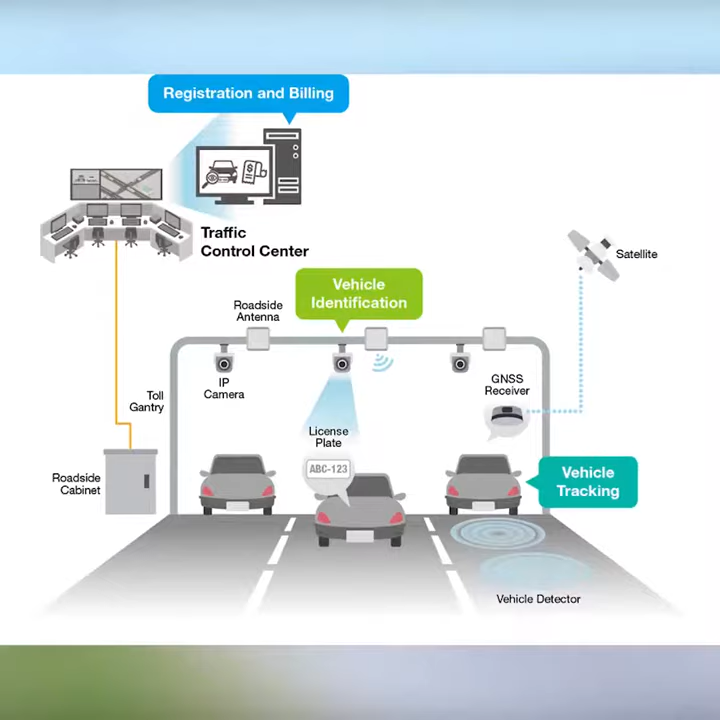 Registration and Billing
Traffic
Control Center
Satellite
Vehicle
Identification
Roadside
Antenna
IP
Camera
GNSS
Receiver
Toll
Gantry
License
Plate
ABC-123
Roadside
Cabinet
Vehicle
Tracking
Vehicle Detector